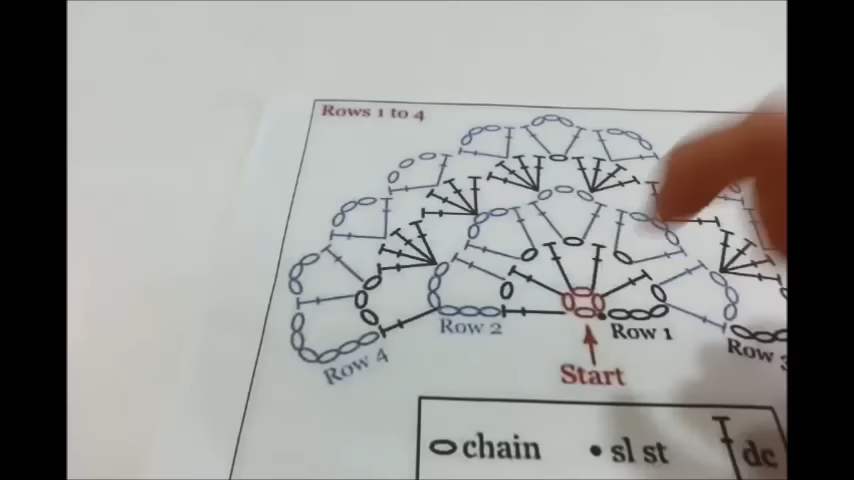 Rows 1 to 4
Row 2
Row 1
Row 3
Row 4
Start
chain
sl st
dc